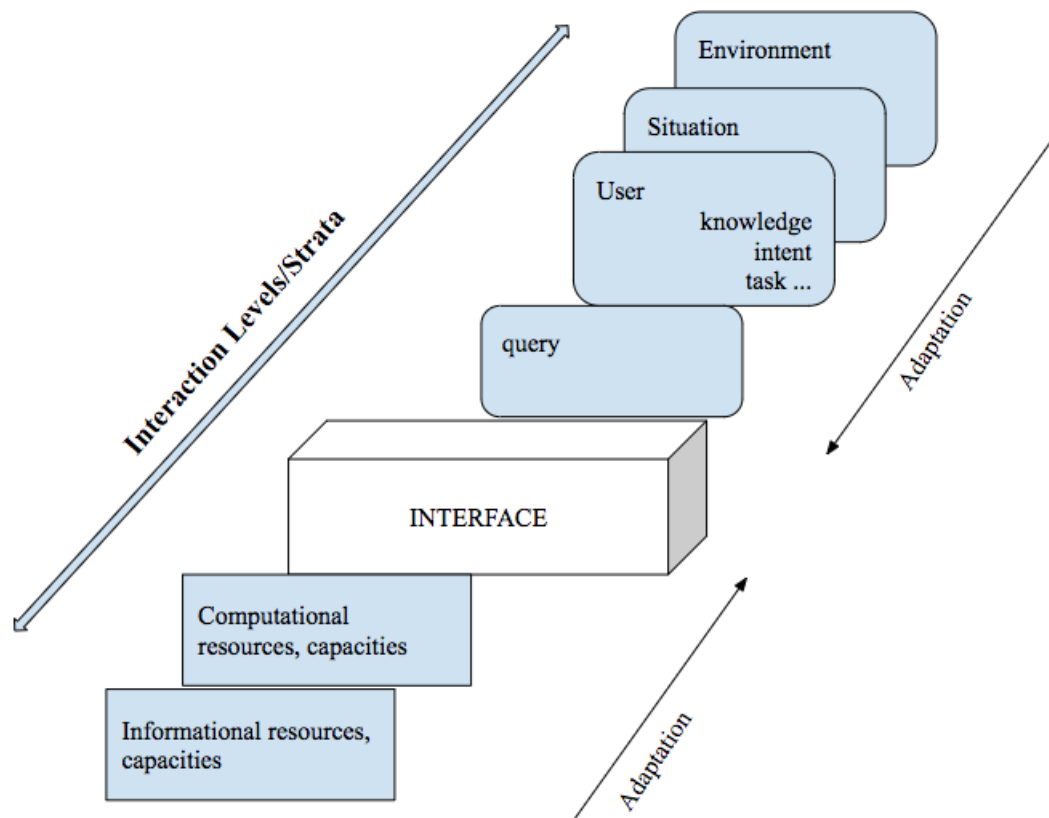 Environment
Situation
User
knowledge
intent
task ...
query
Interaction Levels/Strata
Adaptation
INTERFACE
Computational
resources, capacities
Informational resources,
capacities
Adaptation